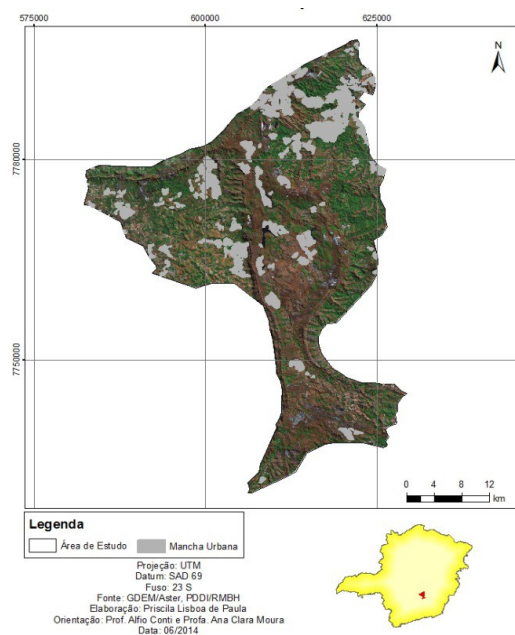 575000 600000 625000
N
7780000
7750000
0 2 4 8 12
km
Legenda
Área de Estudo Mancha Urbana
Projeção: UTM
Datum: SAD 69
Fuso: 23 S
Fonte: GDEM/Aster, PDDI/RMBH
Elaboração: Priscila Lisboa de Paula
Orientação: Prof. Alfio Conti e Profa. Ana Clara Moura
Data: 06/2014